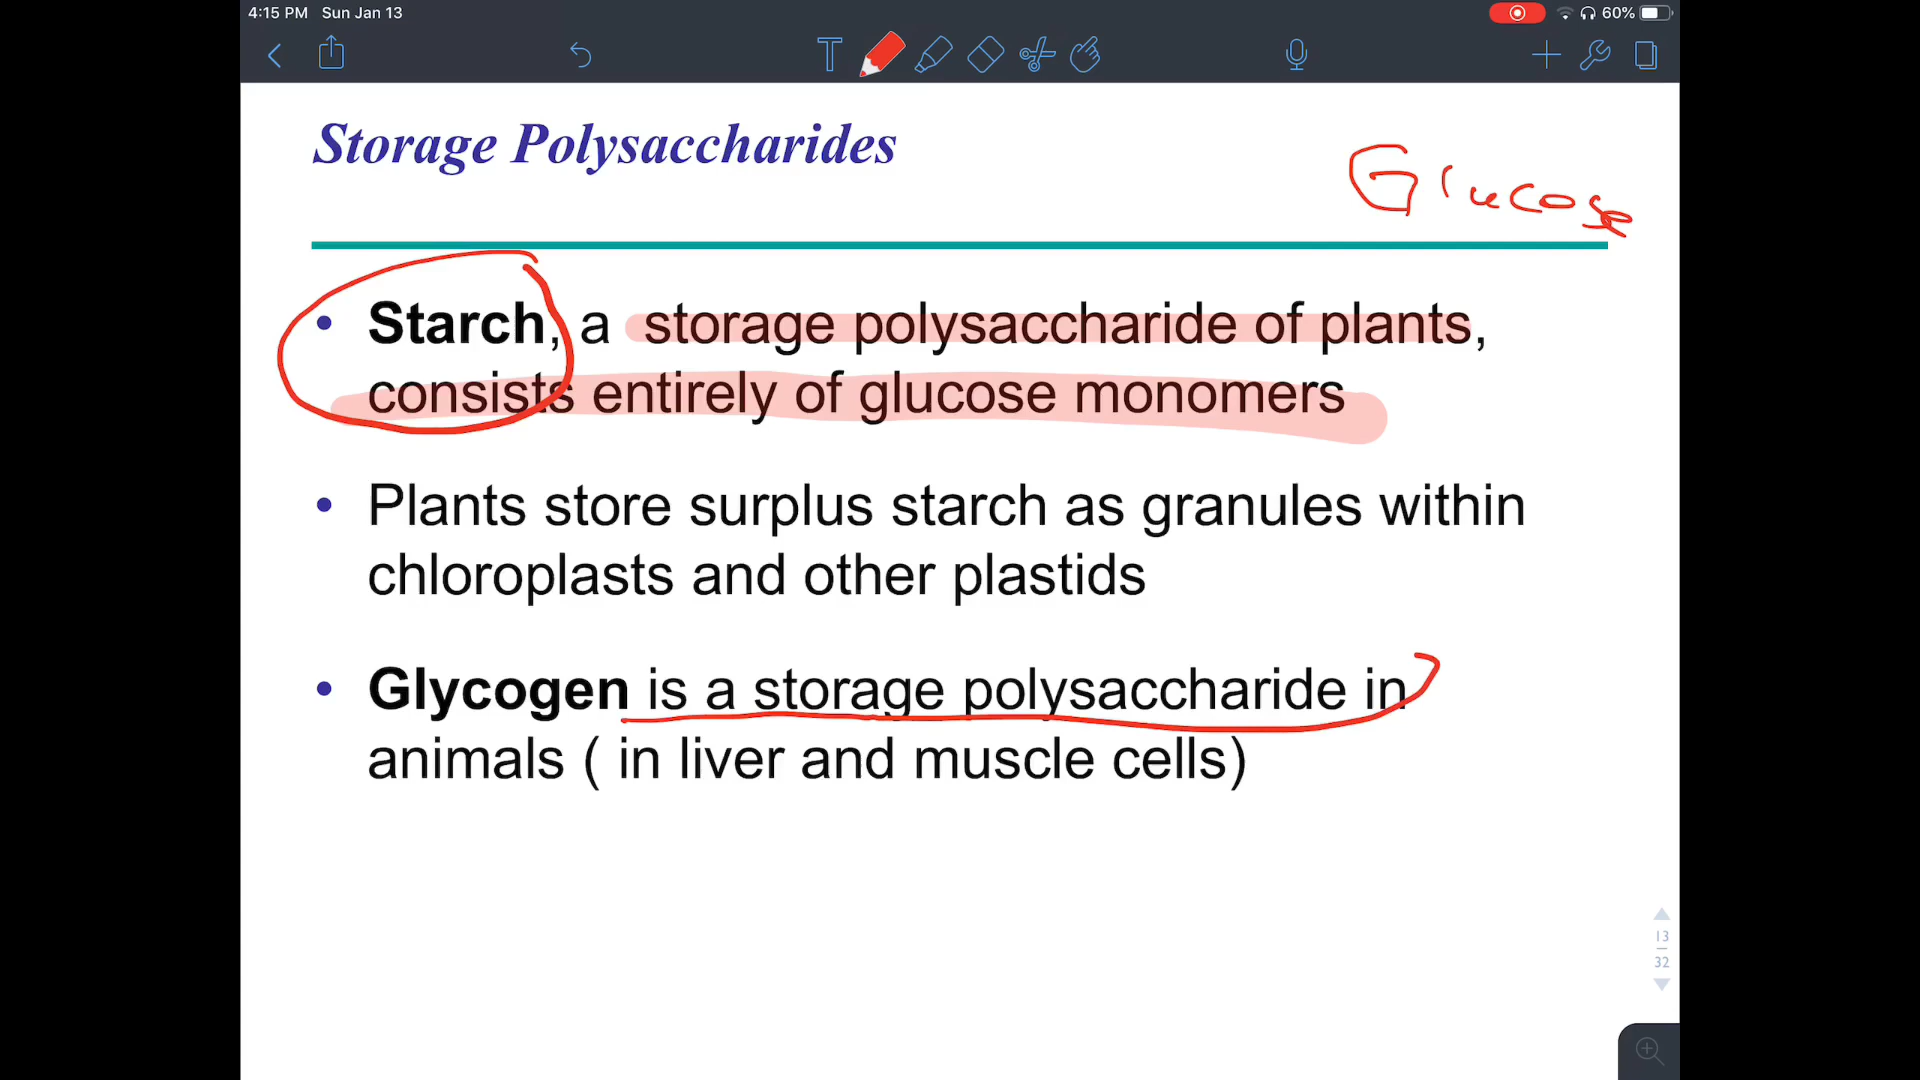 4:15 PM Sun Jan 13
60%
T
Storage Polysaccharides
Glucose
• Starch, a storage polysaccharide of plants,
consists entirely of glucose monomers
• Plants store surplus starch as granules within
chloroplasts and other plastids
• Glycogen is a storage polysaccharide in
animals ( in liver and muscle cells)
13
32